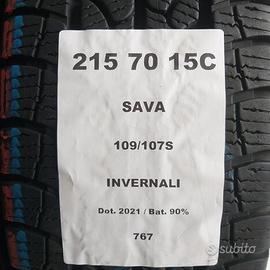 215 70 15C
SAVA
109/107S
INVERNALI
Dot. 2021 / Bat. 90%
767
subito